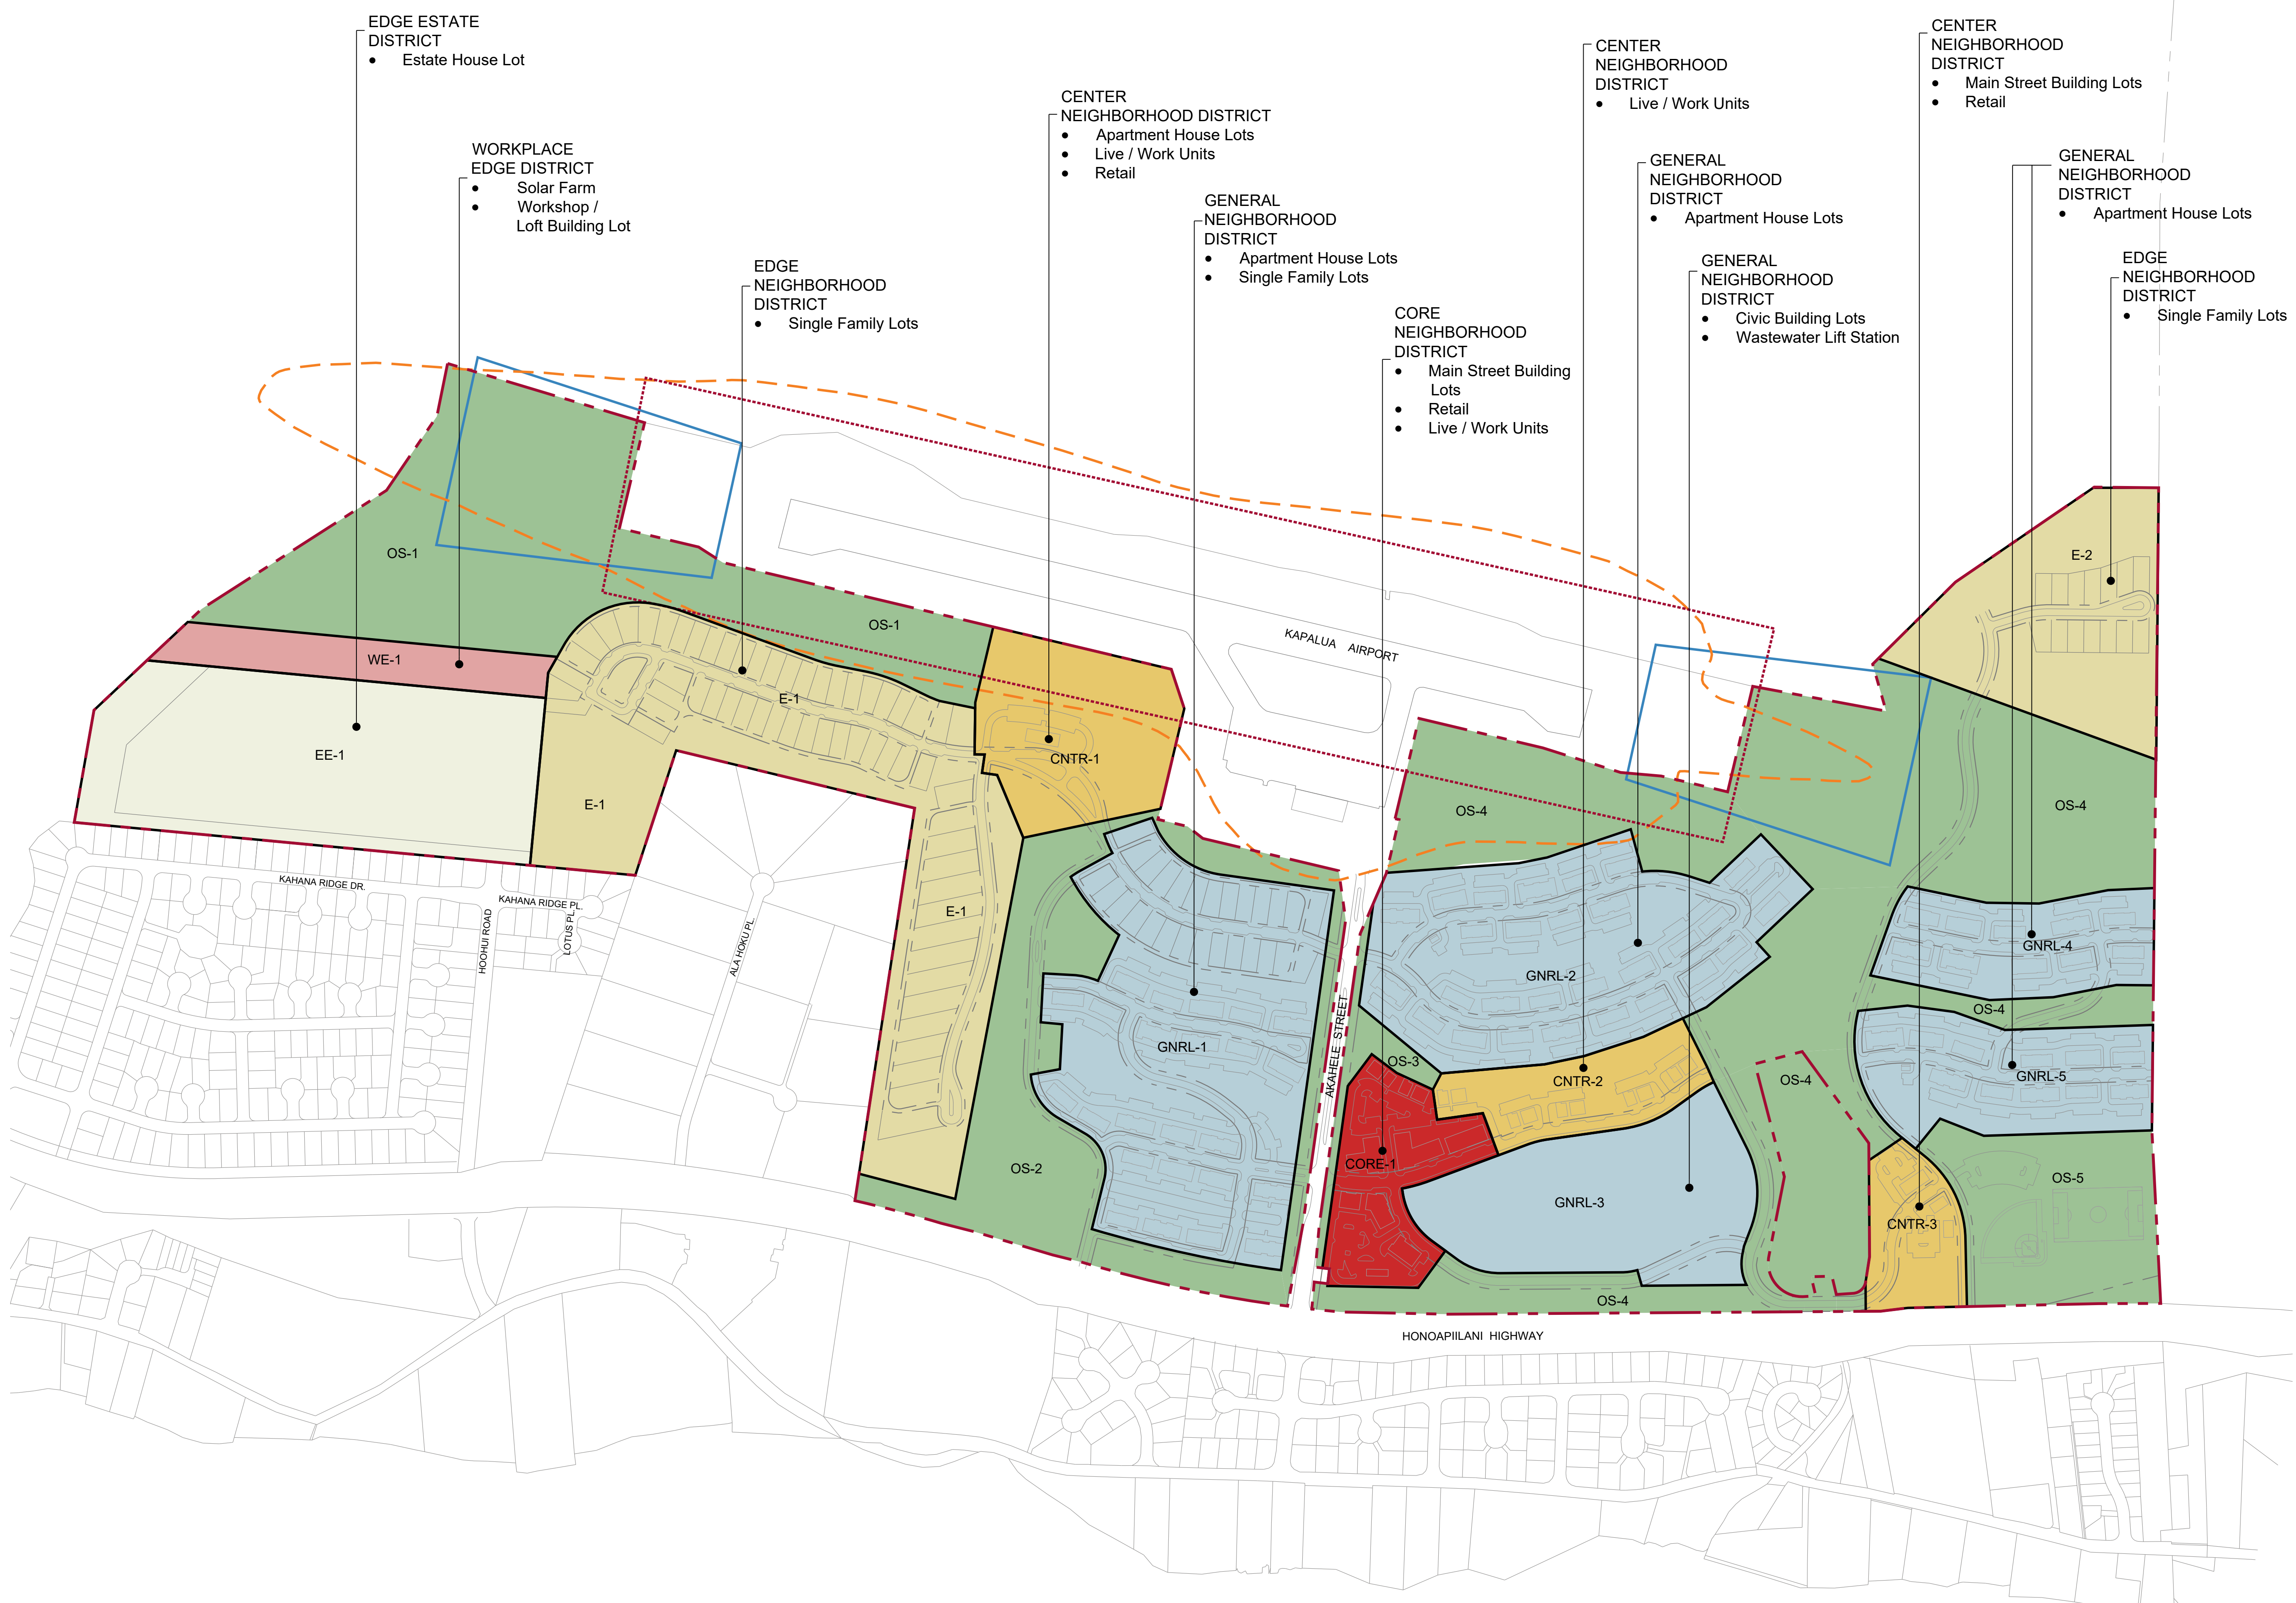 EDGE ESTATE
DISTRICT
● Estate House Lot
WORKPLACE
EDGE DISTRICT
● Solar Farm
● Workshop /
Loft Building Lot
EDGE
NEIGHBORHOOD
DISTRICT
● Single Family Lots
CENTER
NEIGHBORHOOD DISTRICT
● Apartment House Lots
● Live / Work Units
● Retail
GENERAL
NEIGHBORHOOD
DISTRICT
● Apartment House Lots
● Single Family Lots
CORE
NEIGHBORHOOD
DISTRICT
● Main Street Building
Lots
● Retail
● Live / Work Units
CENTER
NEIGHBORHOOD
DISTRICT
● Live / Work Units
GENERAL
NEIGHBORHOOD
DISTRICT
● Apartment House Lots
GENERAL
NEIGHBORHOOD
DISTRICT
● Civic Building Lots
● Wastewater Lift Station
CENTER
NEIGHBORHOOD
DISTRICT
● Main Street Building Lots
● Retail
GENERAL
NEIGHBORHOOD
DISTRICT
● Apartment House Lots
EDGE
NEIGHBORHOOD
DISTRICT
● Single Family Lots
OS-1
OS-1
WE-1
EE-1
E-1
E-1
E-1
CNTR-1
KAPALUA AIRPORT
E-2
OS-4
OS-4
GNRL-4
GNRL-2
OS-4
GNRL-1
OS-3
CNTR-2
OS-4
GNRL-5
OS-2
CORE-1
GNRL-3
OS-5
CNTR-3
OS-4
KAHANA RIDGE DR.
KAHANA RIDGE PL.
HOOHUI ROAD
LOTUS PL.
ALA HOKU PL.
AKAHELE STREET
HONOAPIILANI HIGHWAY